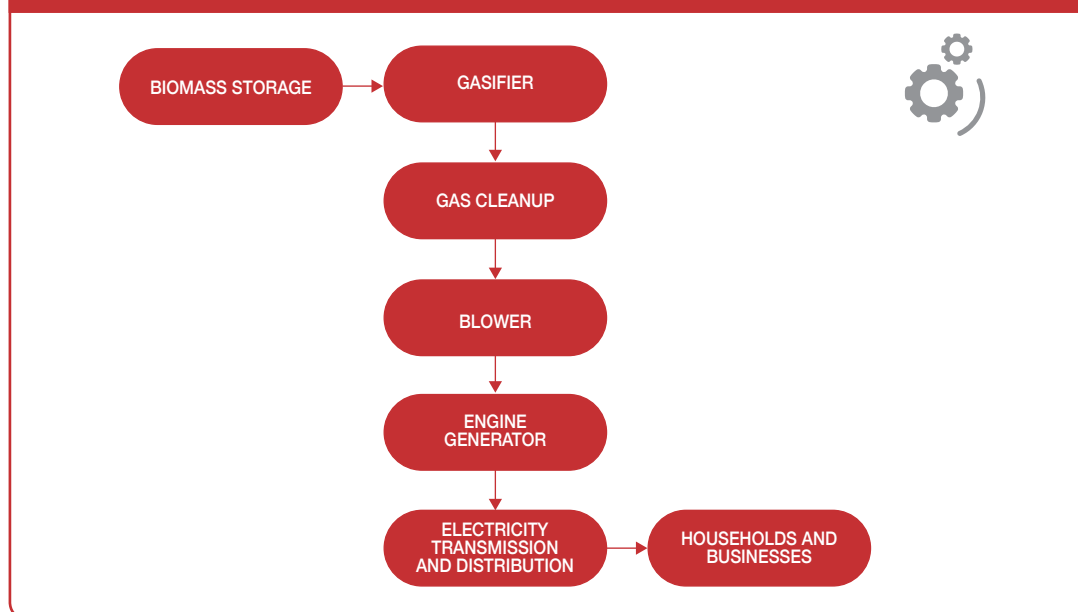 BIOMASS STORAGE
GASIFIER
GAS CLEANUP
BLOWER
ENGINE
GENERATOR
ELECTRICITY
TRANSMISSION
AND DISTRIBUTION
HOUSEHOLDS AND
BUSINESSES